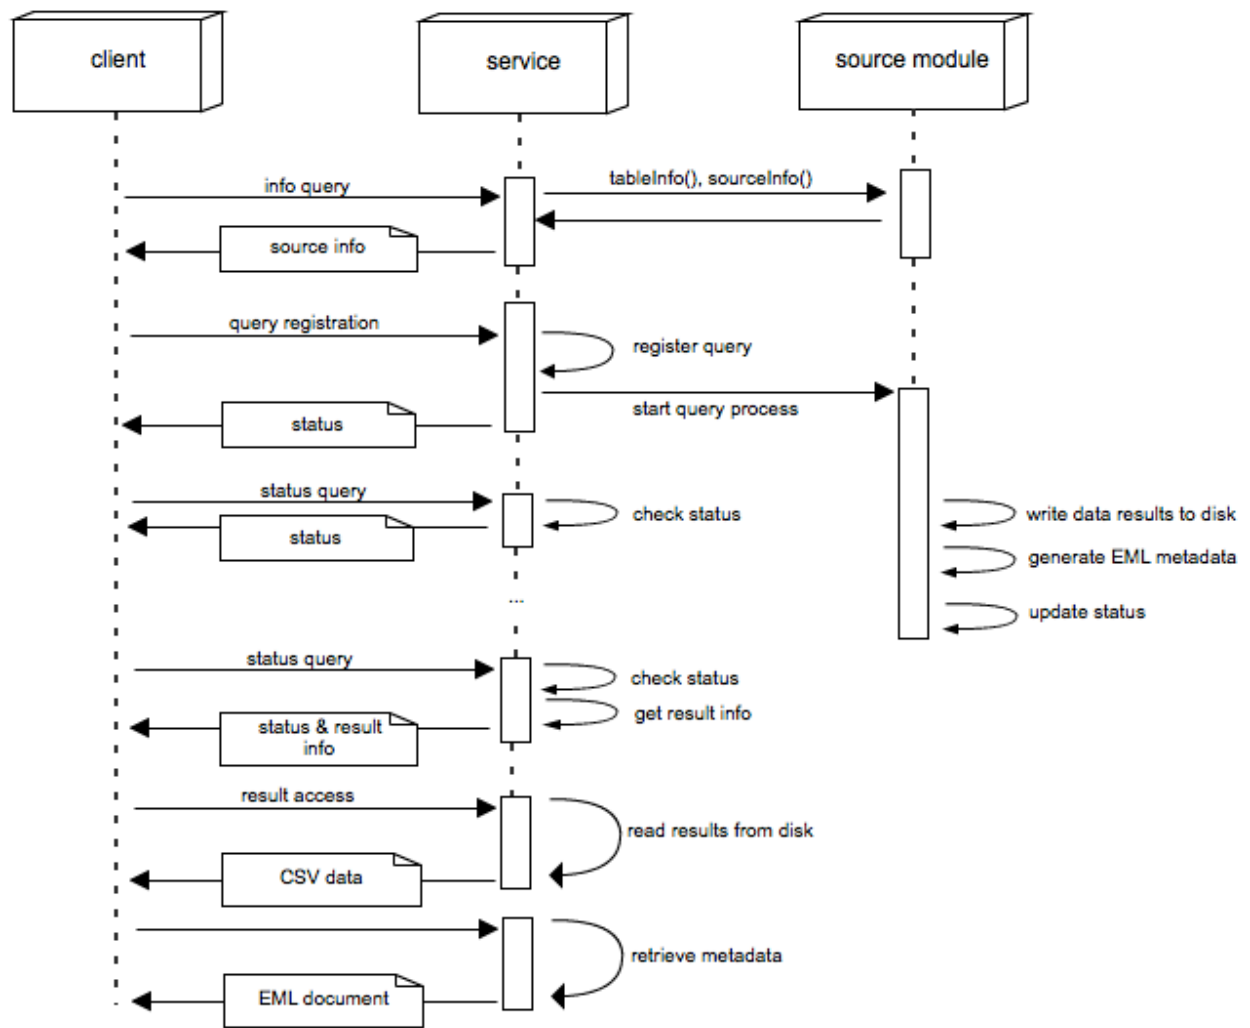 client
service
source module
info query
tableInfo(), sourceInfo()
source info
query registration
register query
start query process
status
status query
check status
status
write data results to disk
generate EML metadata
update status
...
status query
check status
get result info
status & result
info
result access
read results from disk
CSV data
retrieve metadata
EML document